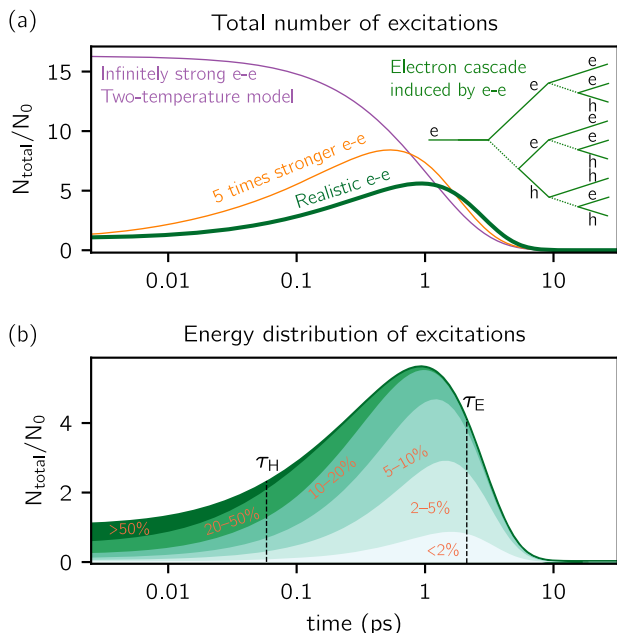 (a)
Total number of excitations
N_total/N_0
15
10
5
0
Infinitely strong e-e
Two-temperature model
5 times stronger e-e
Realistic e-e
Electron cascade
induced by e-e
e
e
e
h
e
e
e
h
e
h
h
e
h
0.01
0.1
1
10
(b)
Energy distribution of excitations
N_total/N_0
4
2
0
τ_H
τ_E
>50%
20–50%
10–20%
5–10%
2–5%
<2%
0.01
0.1
1
10
time (ps)